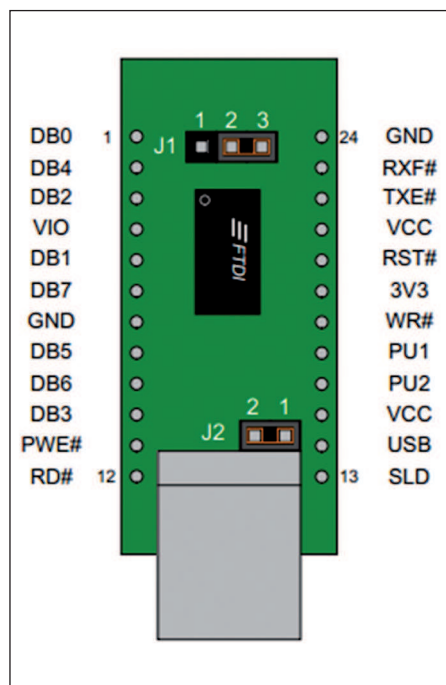 1 2 3
J1
DB0 1 24 GND
DB4 RXF#
DB2 TXE#
VIO VCC
DB1 RST#
DB7 3V3
GND WR#
DB5 PU1
DB6 PU2
DB3 VCC
PWE# USB
RD# 12 13 SLD
FTDI
2 1
J2